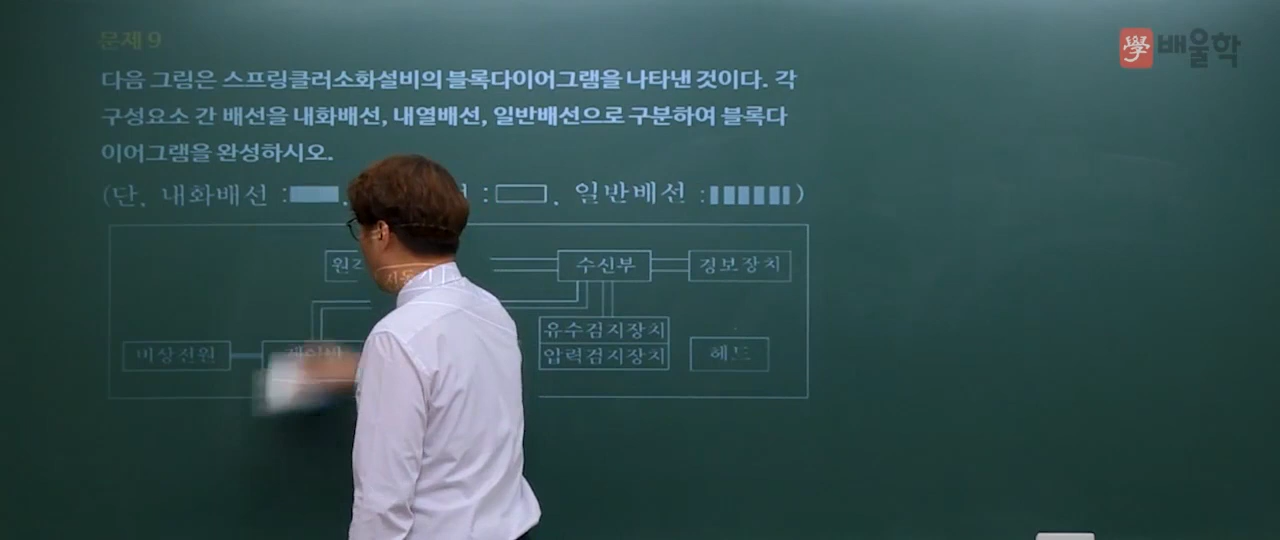 문제 9
學 배울학
다음 그림은 스프링클러소화설비의 블록다이어그램을 나타낸 것이다. 각
구성요소 간 배선을 내화배선, 내열배선, 일반배선으로 구분하여 블록다
이어그램을 완성하시오.
(단, 내화배선 : , : , 일반배선 : )
수신부 경보장치
유수검지장치
비상전원 압력검지장치 헤드